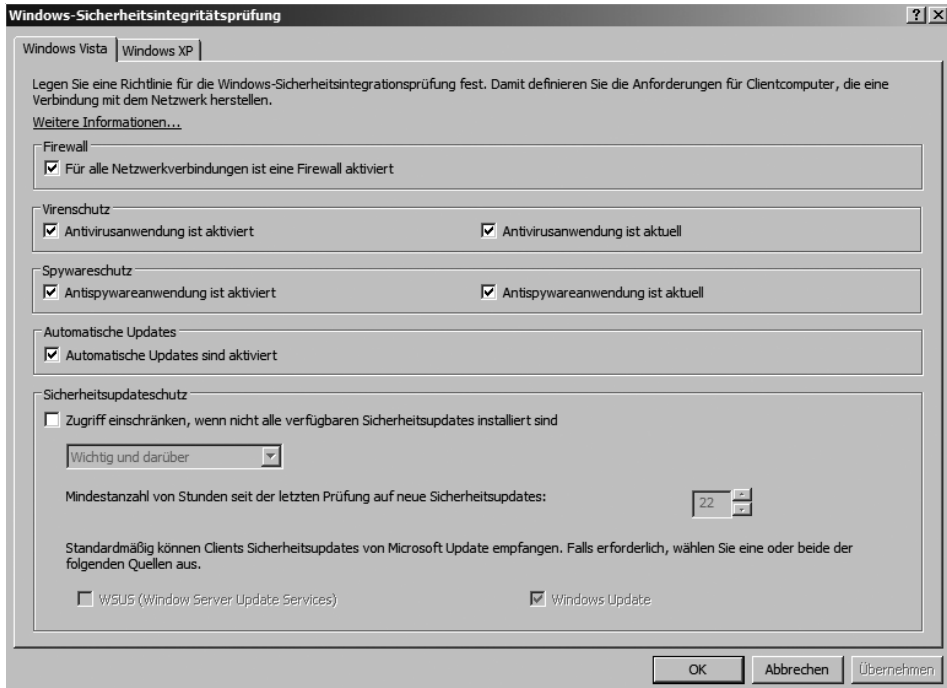 Windows-Sicherheitsintegritätsprüfung
Windows Vista Windows XP
Legen Sie eine Richtlinie für die Windows-Sicherheitsintegrationsprüfung fest. Damit definieren Sie die Anforderungen für Clientcomputer, die eine
Verbindung mit dem Netzwerk herstellen.
Weitere Informationen...
Firewall
Für alle Netzwerkverbindungen ist eine Firewall aktiviert
Virenschutz
Antivirusanwendung ist aktiviert Antivirusanwendung ist aktuell
Spywareschutz
Antispywareanwendung ist aktiviert Antispywareanwendung ist aktuell
Automatische Updates
Automatische Updates sind aktiviert
Sicherheitsupdateschutz
Zugriff einschränken, wenn nicht alle verfügbaren Sicherheitsupdates installiert sind
Wichtig und darüber
Mindestanzahl von Stunden seit der letzten Prüfung auf neue Sicherheitsupdates: 22
Standardmäßig können Clients Sicherheitsupdates von Microsoft Update empfangen. Falls erforderlich, wählen Sie eine oder beide der
folgenden Quellen aus.
WSUS (Window Server Update Services) Windows Update
OK Abbrechen Übernehmen